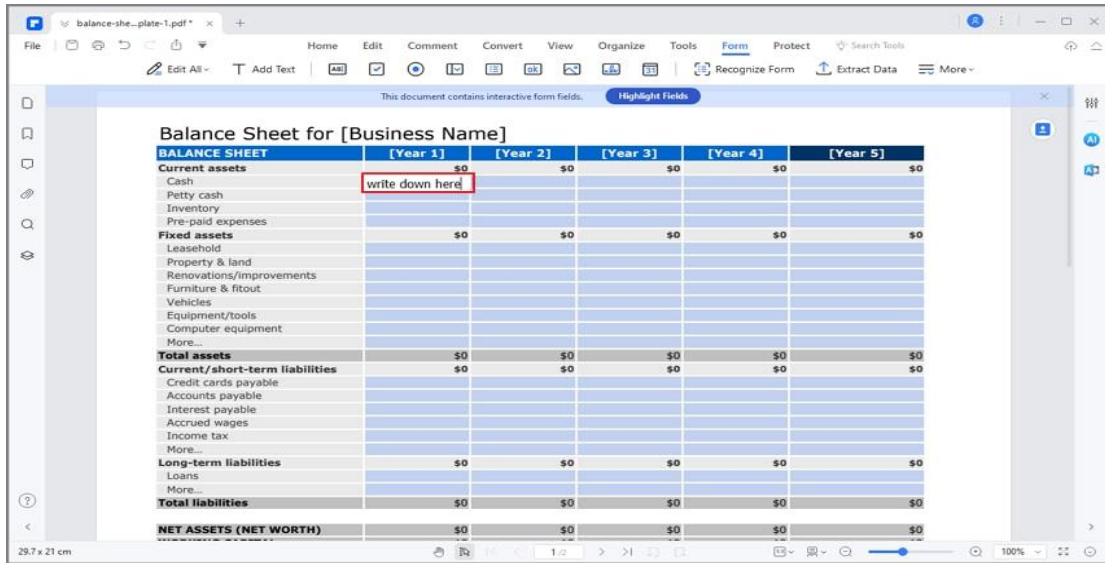 balance-she...plate-1.pdf *
File Home Edit Comment Convert View Organize Tools Form Protect Search Tools
Edit All Add Text Recognize Form Extract Data More
This document contains interactive form fields. Highlight Fields
Balance Sheet for [Business Name]
BALANCE SHEET [Year 1] [Year 2] [Year 3] [Year 4] [Year 5]
Current assets $0 $0 $0 $0 $0
Cash write down here
Petty cash
Inventory
Pre-paid expenses
Fixed assets $0 $0 $0 $0 $0
Leasehold
Property & land
Renovations/improvements
Furniture & fitout
Vehicles
Equipment/tools
Computer equipment
More...
Total assets $0 $0 $0 $0 $0
Current/short-term liabilities $0 $0 $0 $0 $0
Credit cards payable
Accounts payable
Interest payable
Accrued wages
Income tax
More...
Long-term liabilities $0 $0 $0 $0 $0
Loans
More...
Total liabilities $0 $0 $0 $0 $0
NET ASSETS (NET WORTH) $0 $0 $0 $0 $0
29.7 x 21 cm 1 /2 100%